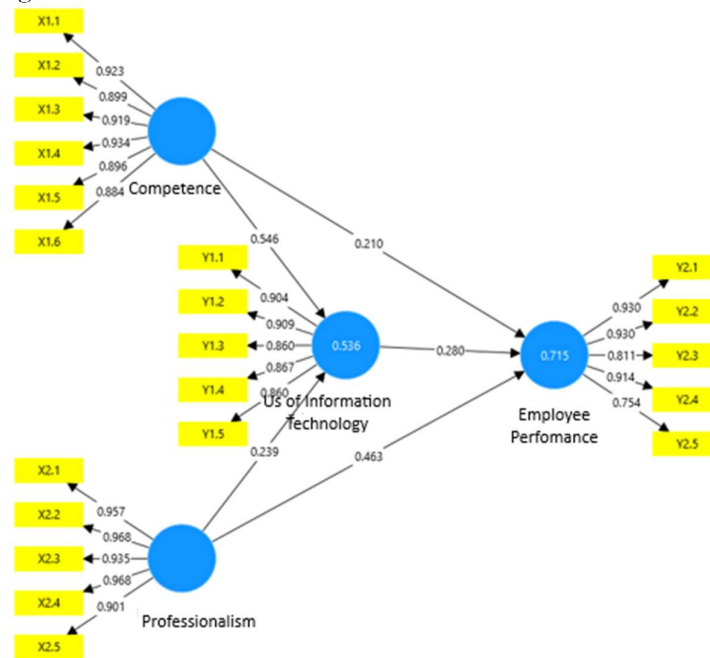 X1.1
X1.2
X1.3
X1.4
X1.5
X1.6
0.923
0.899
0.919
0.934
0.896
0.884
Competence
0.546
0.210
Y1.1
Y1.2
Y1.3
Y1.4
Y1.5
0.904
0.909
0.860
0.867
0.860
0.536
Us of Information
Technology
0.280
0.239
0.463
0.715
Employee
Perfomance
Y2.1
Y2.2
Y2.3
Y2.4
Y2.5
0.930
0.930
0.811
0.914
0.754
X2.1
X2.2
X2.3
X2.4
X2.5
0.957
0.968
0.935
0.968
0.901
Professionalism